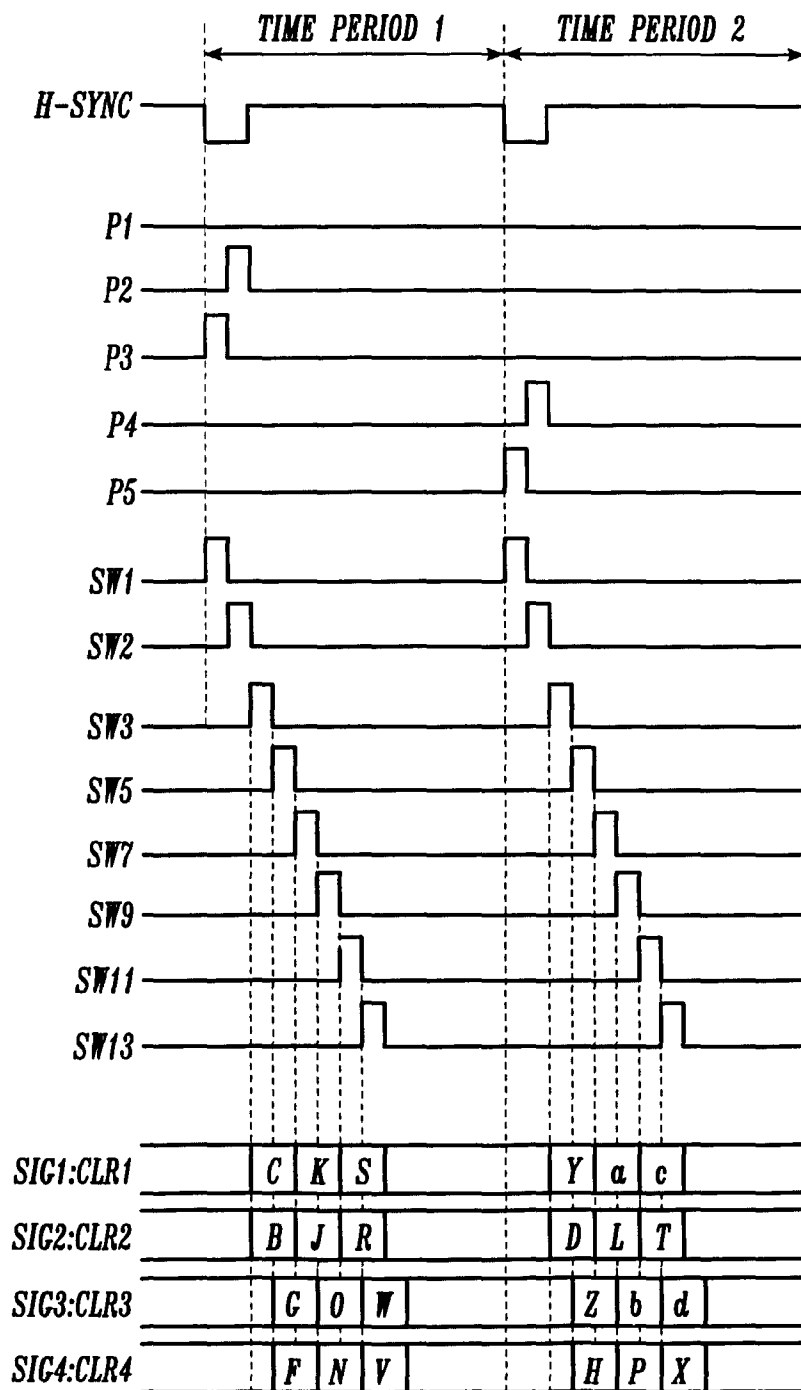 TIME PERIOD 1 TIME PERIOD 2
H-SYNC
P1
P2
P3
P4
P5
SW1
SW2
SW3
SW5
SW7
SW9
SW11
SW13
SIG1:CLR1 C K S Y a c
SIG2:CLR2 B J R D L T
SIG3:CLR3 G O W Z b d
SIG4:CLR4 F N V H P X